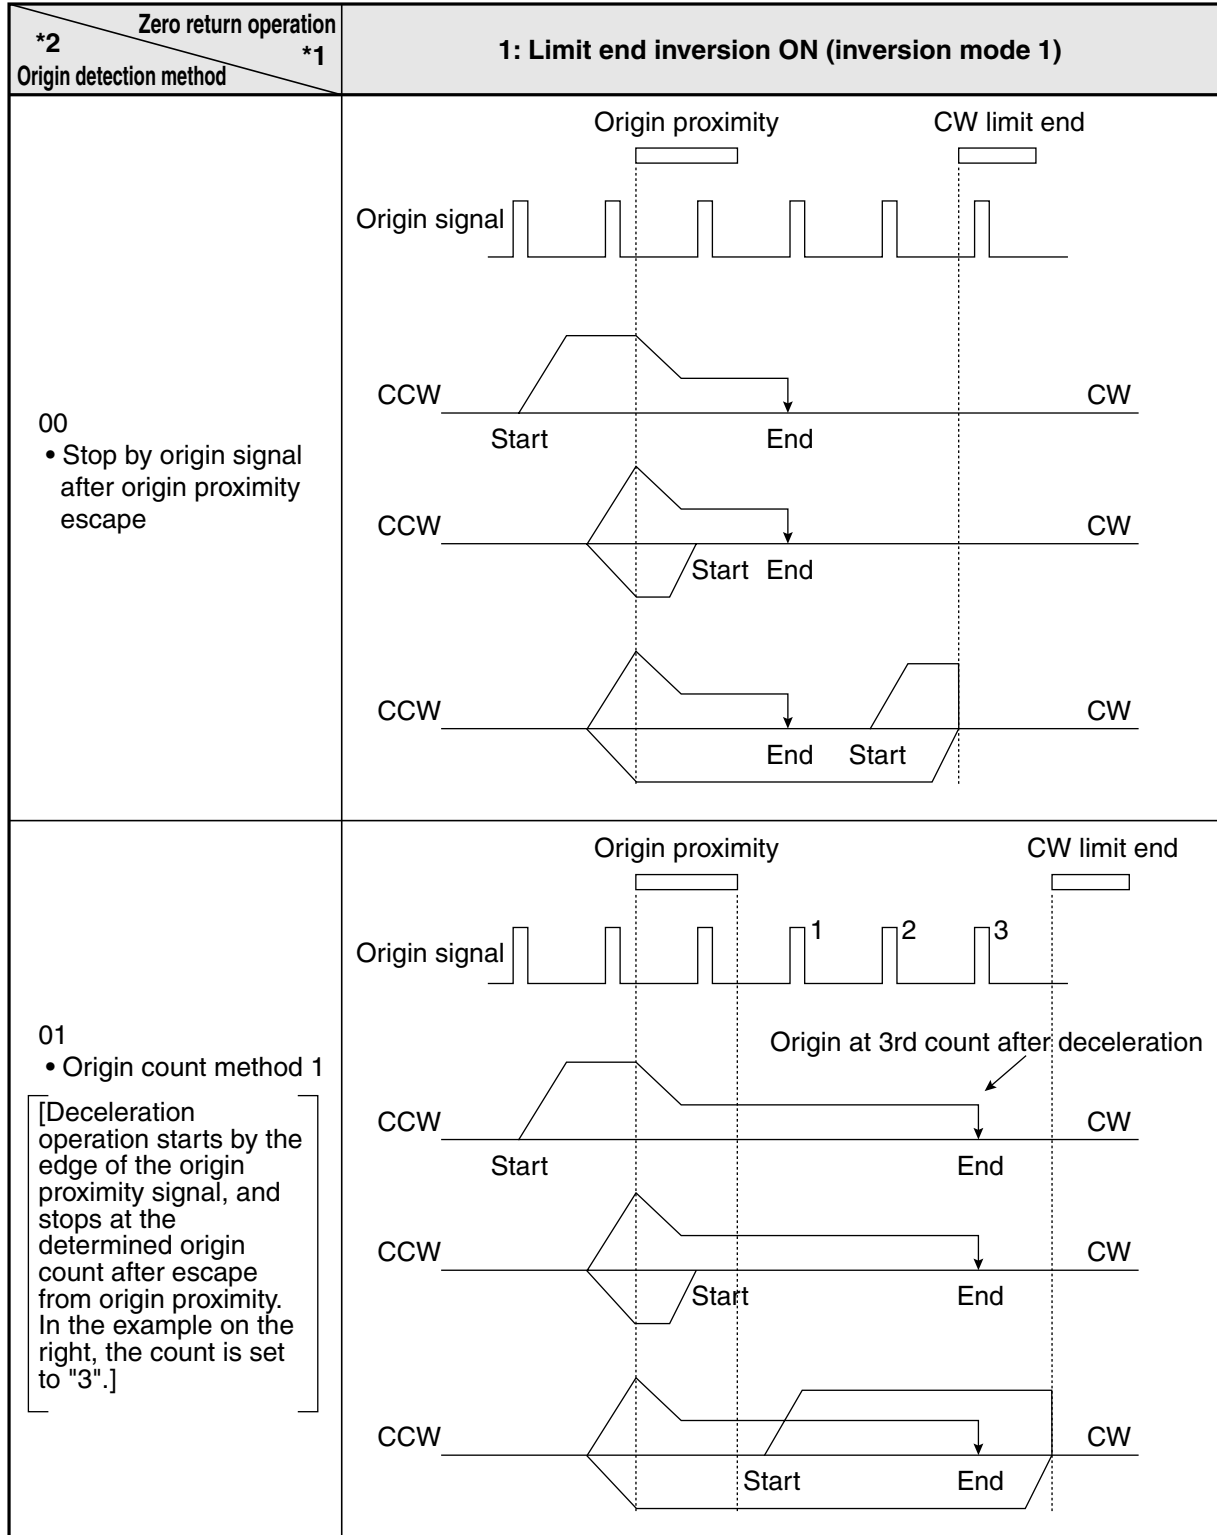 Zero return operation
*2
*1
Origin detection method
1: Limit end inversion ON (inversion mode 1)
00
• Stop by origin signal
after origin proximity
escape
Origin proximity
CW limit end
Origin signal
CCW
CW
Start
End
CCW
CW
Start
End
CCW
CW
End
Start
01
• Origin count method 1
[Deceleration
operation starts by the
edge of the origin
proximity signal, and
stops at the
determined origin
count after escape
from origin proximity.
In the example on the
right, the count is set
to "3".]
Origin proximity
CW limit end
Origin signal
1
2
3
Origin at 3rd count after deceleration
CCW
CW
Start
End
CCW
CW
Start
End
CCW
CW
Start
End